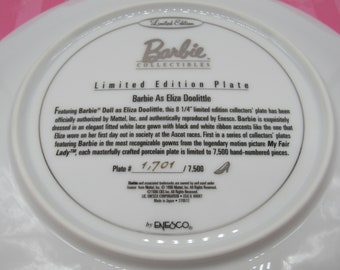 Limited Edition
Barbie
COLLECTIBLES
Limited Edition Plate
Barbie As Eliza Doolittle
Featuring Barbie™ Doll as Eliza Doolittle, this 8 1/4" limited edition collectors' plate has been
officially authorized by Mattel, Inc. and authentically reproduced by Enesco. Barbie is exquisitely
dressed in an elegant fitted white lace gown with black and white ribbon accents like the one that
Eliza wore on her first day out in society at the Ascot races. First in a series of collectors' plates
featuring Barbie in the most recognizable gowns from the legendary motion picture My Fair
Lady™, each masterfully crafted porcelain plate is limited to 7,500 hand-numbered pieces.
Plate # 1,701 / 7,500
by ENESCO